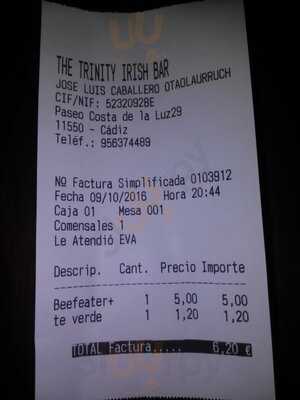 THE TRINITY IRISH BAR
JOSE LUIS CABALLERO OTAOLAURRUCH
CIF/NIF: 52320928E
Paseo Costa de la Luz29
11550 - Cádiz
Teléf.: 956374489
Nº Factura Simplificada 0103912
Fecha 09/10/2016 Hora 20:44
Caja 01 Mesa 001
Comensales 1
Le Atendió EVA
Descrip. Cant. Precio Importe
Beefeater+ 1 5,00 5,00
te verde 1 1,20 1,20
TOTAL Factura..... 6,20 €